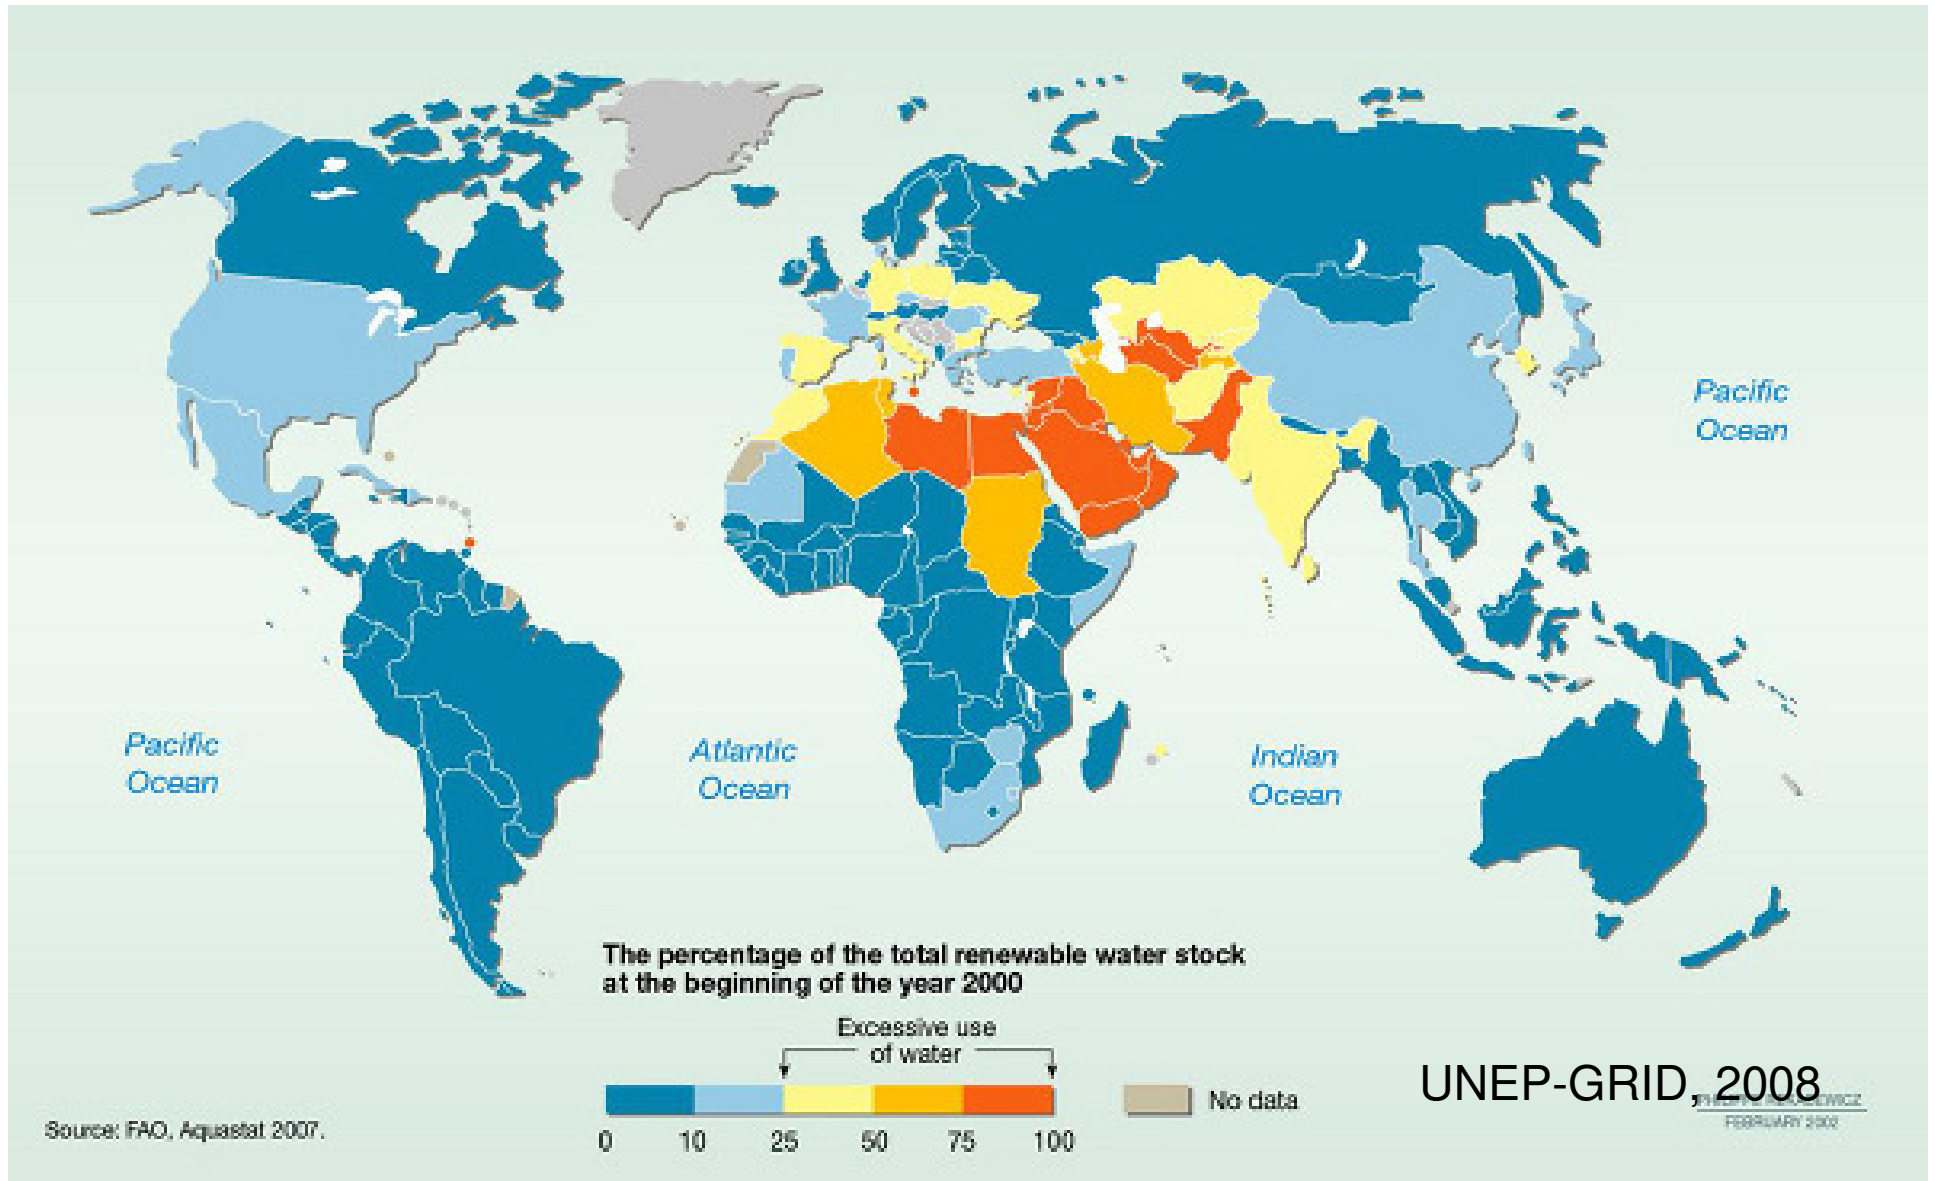 Pacific
Ocean
Pacific
Ocean
Atlantic
Ocean
Indian
Ocean
The percentage of the total renewable water stock
at the beginning of the year 2000
Excessive use
of water
No data
0 10 25 50 75 100
UNEP-GRID, 2008
FEBRUARY 2002
Source: FAO, Aquastat 2007.